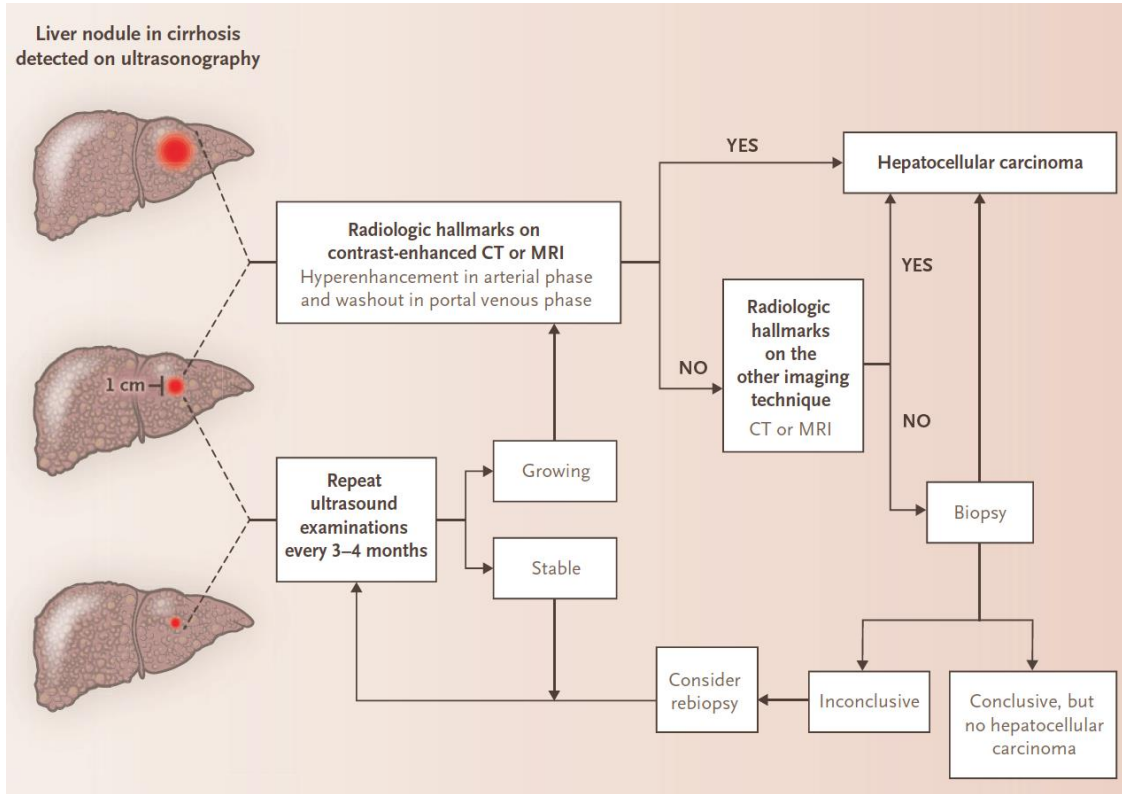 Liver nodule in cirrhosis
detected on ultrasonography
YES
Hepatocellular carcinoma
Radiologic hallmarks on
contrast-enhanced CT or MRI
Hyperenhancement in arterial phase
and washout in portal venous phase
YES
Radiologic
hallmarks
on the
other imaging
technique
CT or MRI
NO
1 cm
NO
Growing
Repeat
ultrasound
examinations
every 3–4 months
Biopsy
Stable
Consider
rebiopsy
Inconclusive
Conclusive, but
no hepatocellular
carcinoma